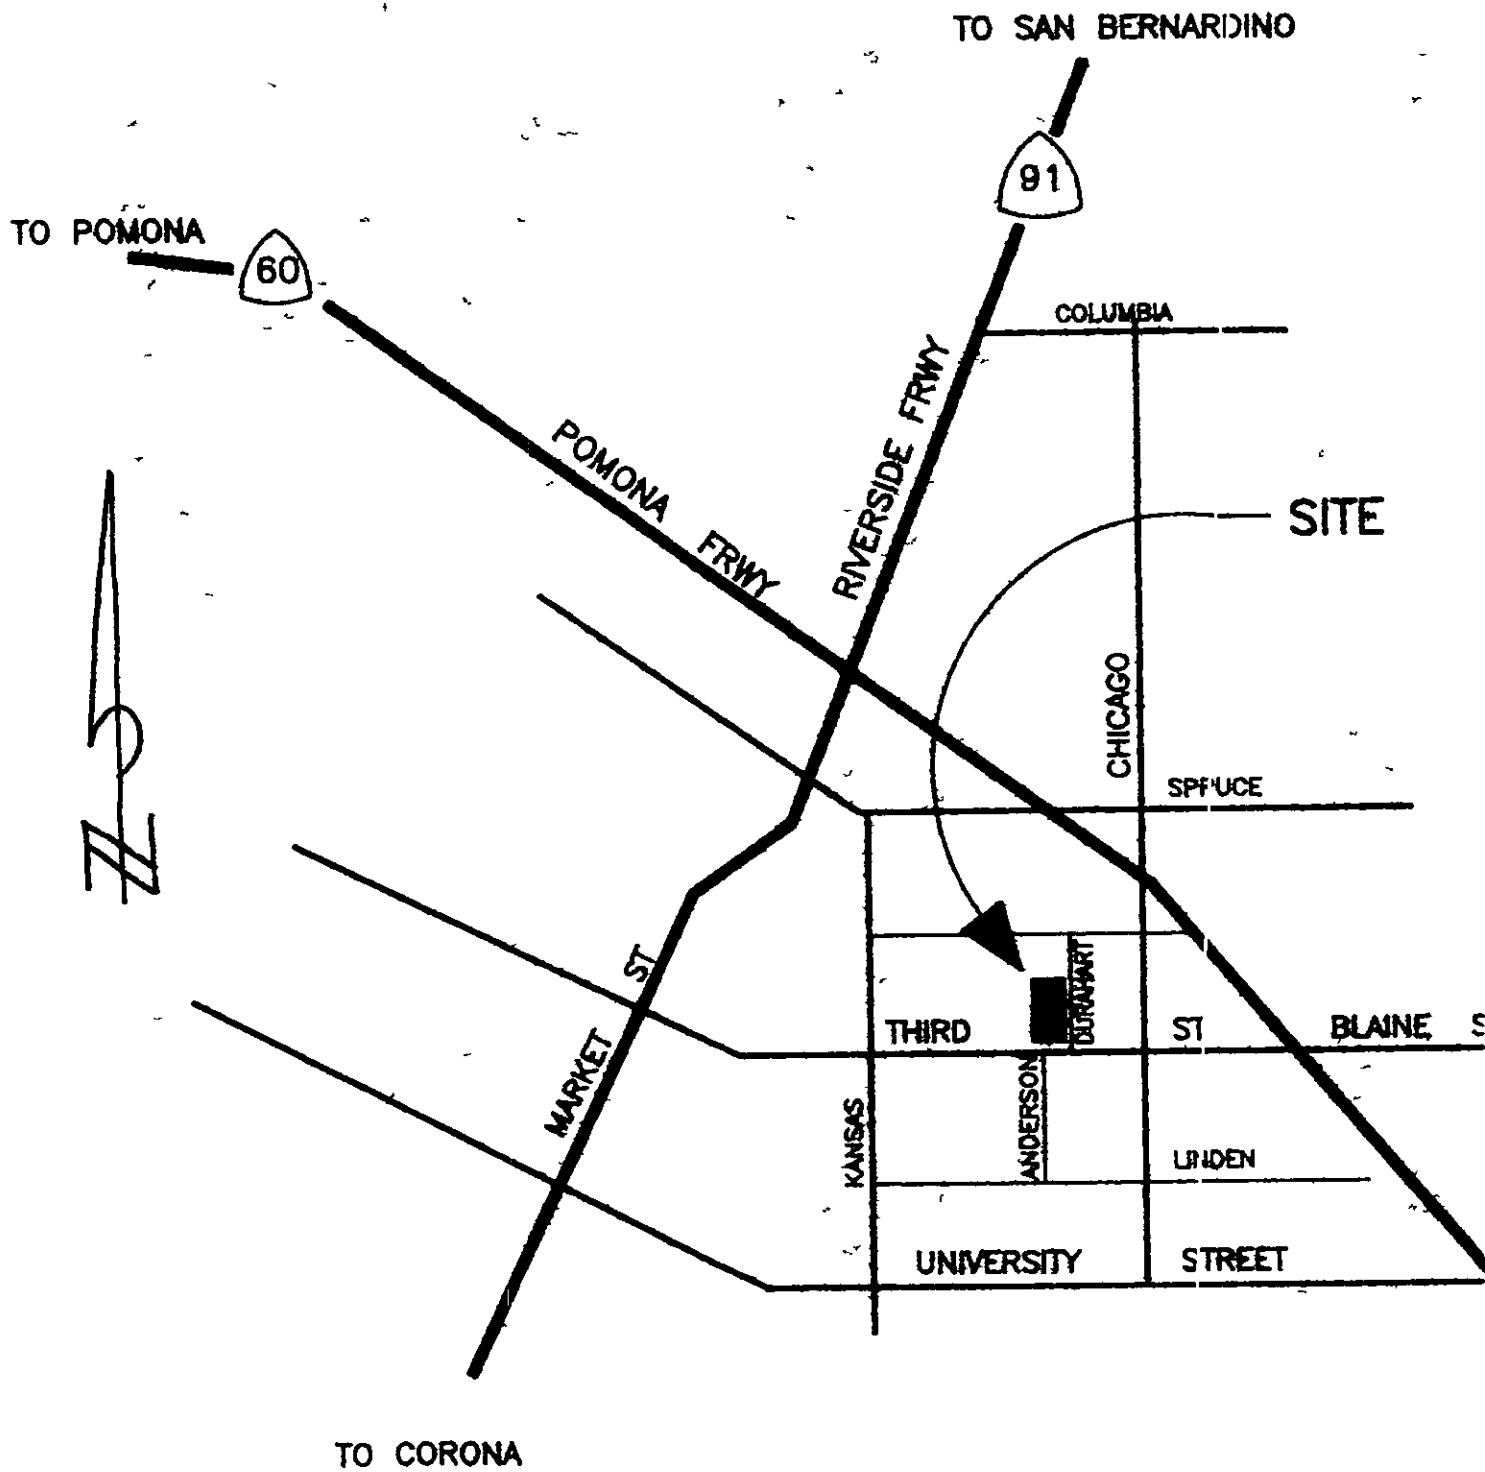 TO SAN BERNARDINO
91
TO POMONA
60
COLUMBIA
RIVERSIDE FRWY
POMONA FRWY
SITE
CHICAGO
SPRUCE
DURAHART
THIRD ST
BLAINE S
MARKET ST
ANDERSON
KANSAS
LINDEN
UNIVERSITY STREET
N
TO CORONA